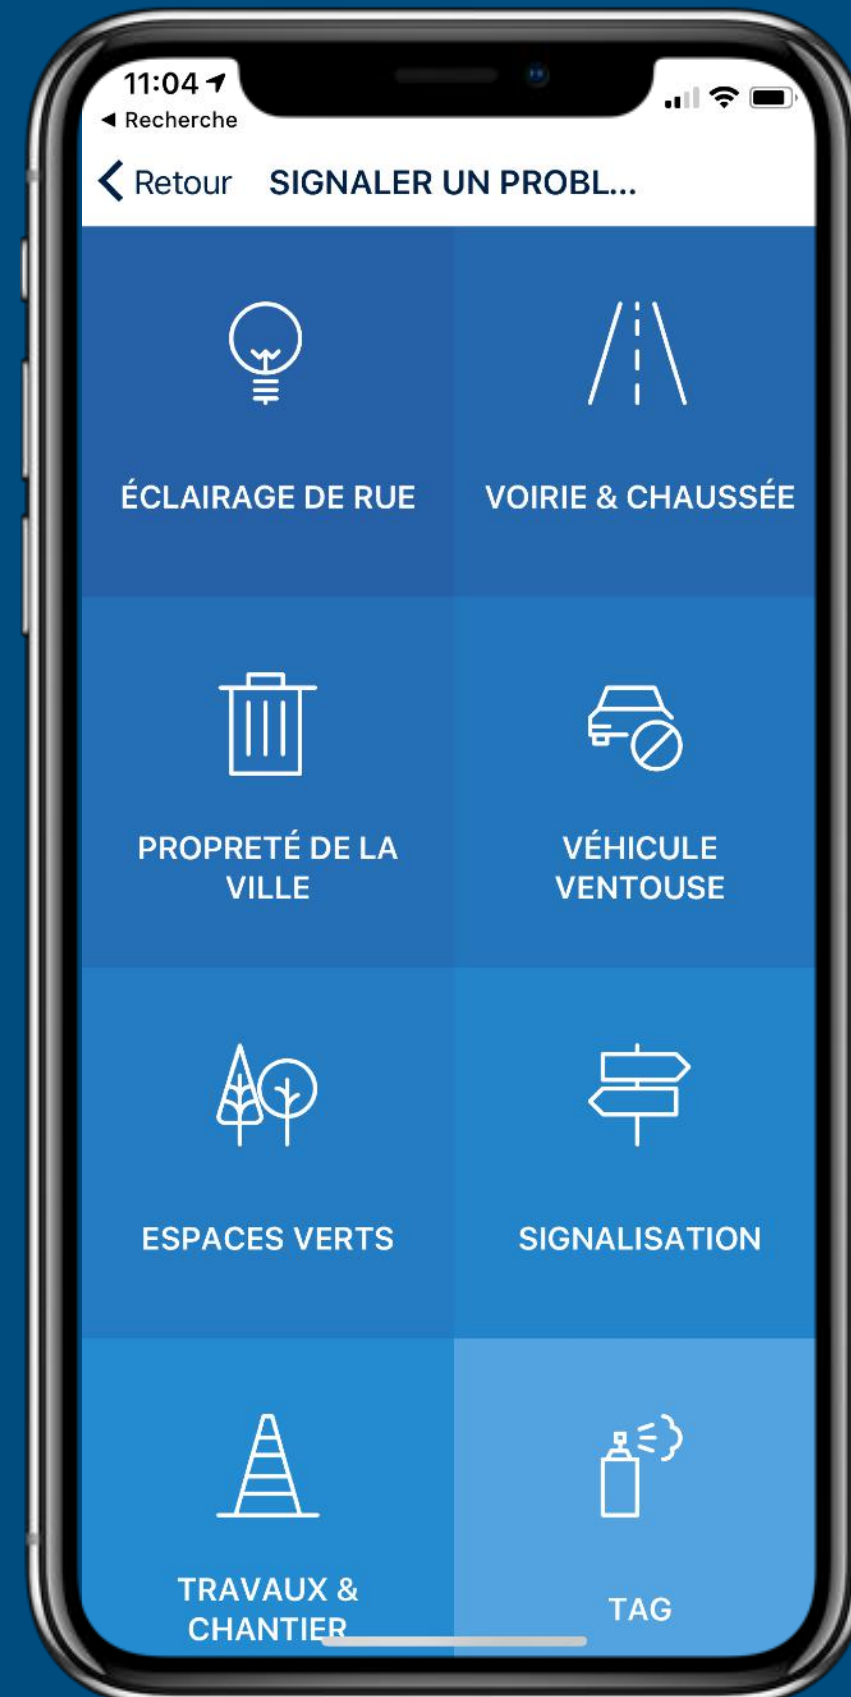 11:04
Recherche
Retour SIGNALER UN PROBL...
ÉCLAIRAGE DE RUE
VOIRIE & CHAUSSÉE
PROPRETÉ DE LA
VILLE
VÉHICULE
VENTOUSE
ESPACES VERTS
SIGNALISATION
TRAVAUX &
CHANTIER
TAG